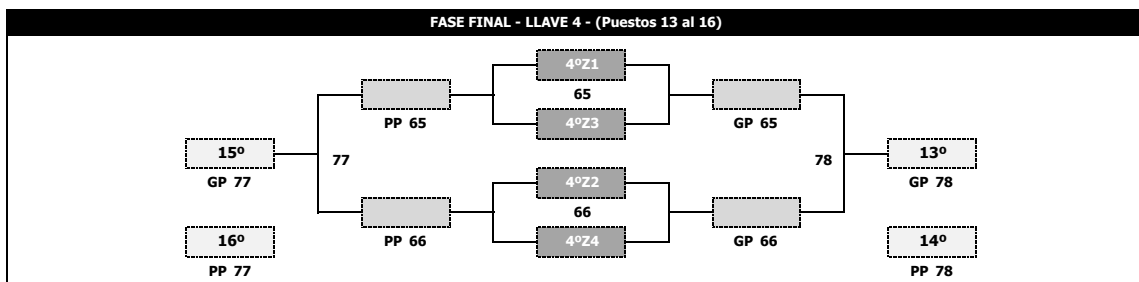 FASE FINAL - LLAVE 4 - (Puestos 13 al 16)
4ºZ1
65
PP 65
4ºZ3
GP 65
15º
77
78
13º
GP 77
4ºZ2
GP 78
66
16º
PP 66
4ºZ4
GP 66
14º
PP 77
PP 78